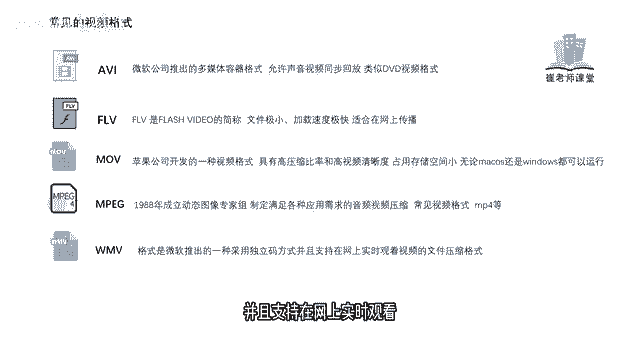 常见的视频格式
崔老师课堂
AVI
AVI 微软公司推出的多媒体容器格式 允许声音视频同步回放 类似DVD视频格式
FLV
FLV FLV 是FLASH VIDEO的简称 文件极小、加载速度极快 适合在网上传播
MOV
MOV 苹果公司开发的一种视频格式 具有高压缩比率和高视频清晰度 占用存储空间小 无论macos还是windows都可以运行
MPEG
4
MPEG 1988年成立动态图像专家组 制定满足各种应用需求的音频视频压缩 常见视频格式 mp4等
WMV
WMV 格式是微软推出的一种采用独立码方式并且支持在网上实时观看视频的文件压缩格式
并且支持在网上实时观看